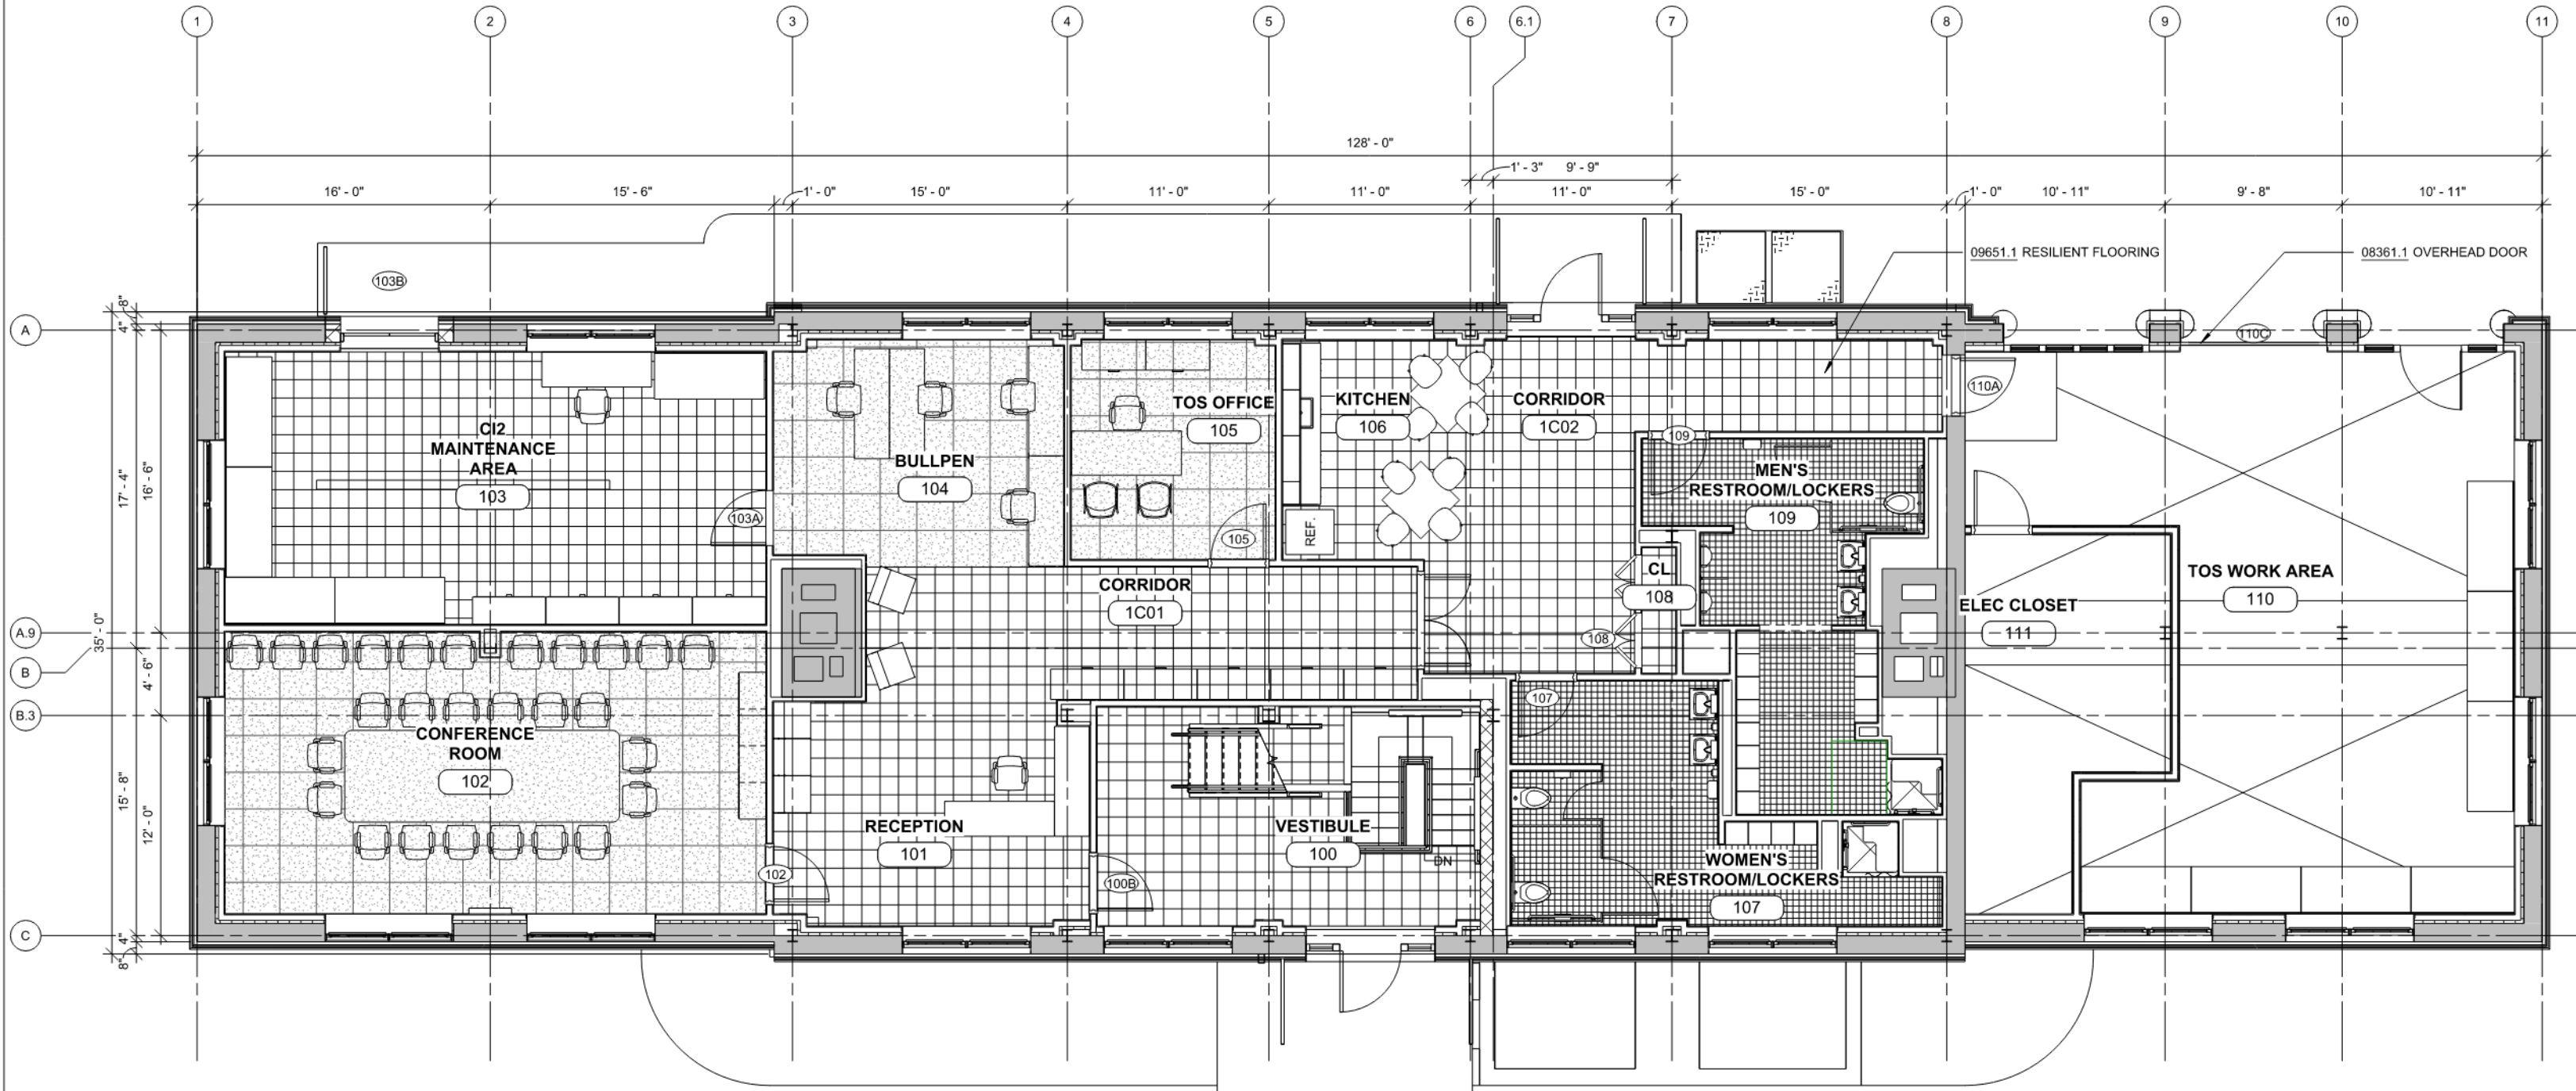 1 2 3 4 5 6 6.1 7 8 9 10 11
128' - 0"
1' - 3" 9' - 9"
16' - 0" 15' - 6" 1' - 0" 15' - 0" 11' - 0" 11' - 0" 11' - 0" 15' - 0" 1' - 0" 10' - 11" 9' - 8" 10' - 11"
09651.1 RESILIENT FLOORING
08361.1 OVERHEAD DOOR
103B
8"
A
4"
110C
110A
KITCHEN
106
CORRIDOR
1C02
TOS OFFICE
105
CI2
MAINTENANCE
AREA
103
BULLPEN
104
109
MEN'S
RESTROOM/LOCKERS
109
17' - 4"
16' - 6"
103A
105
REF.
CL
108
CORRIDOR
1C01
TOS WORK AREA
110
ELEC CLOSET
111
A.9
35' - 0"
108
B
4' - 6"
107
B.3
CONFERENCE
ROOM
102
15' - 8"
12' - 0"
RECEPTION
101
VESTIBULE
100
DN
WOMEN'S
RESTROOM/LOCKERS
107
102
100B
C
4"
8"